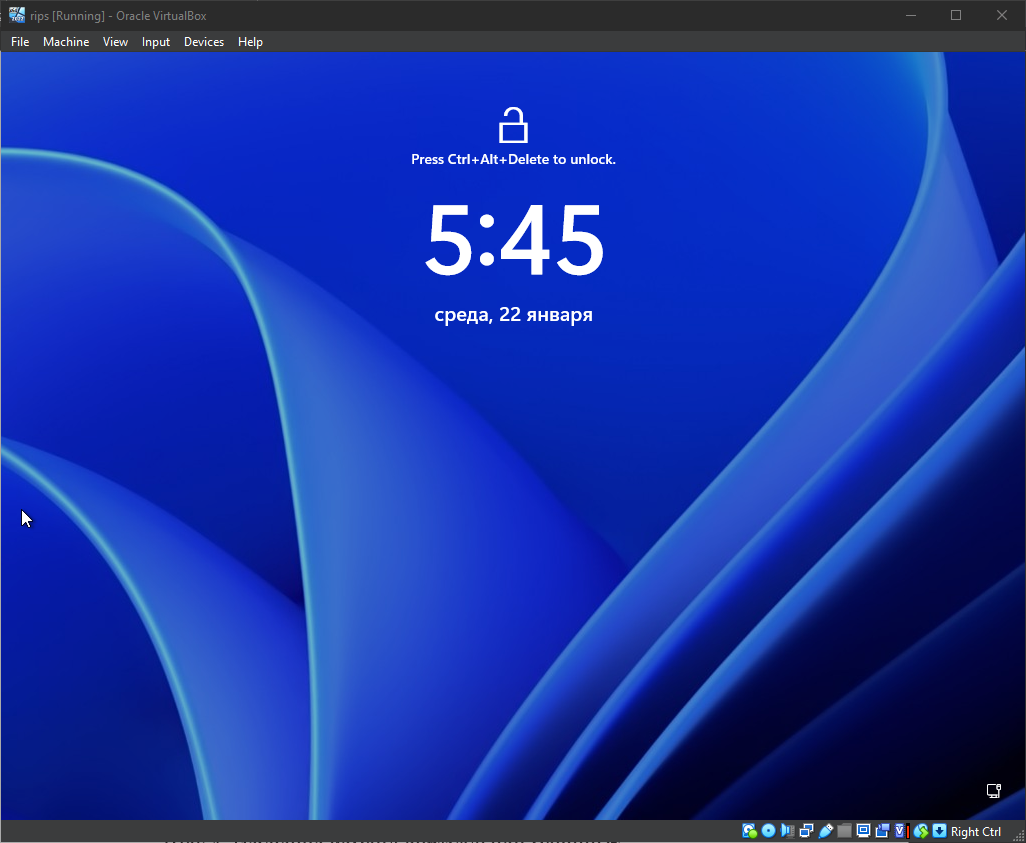 rips [Running] - Oracle VirtualBox
File Machine View Input Devices Help
Press Ctrl+Alt+Delete to unlock.
5:45
среда, 22 января
Right Ctrl